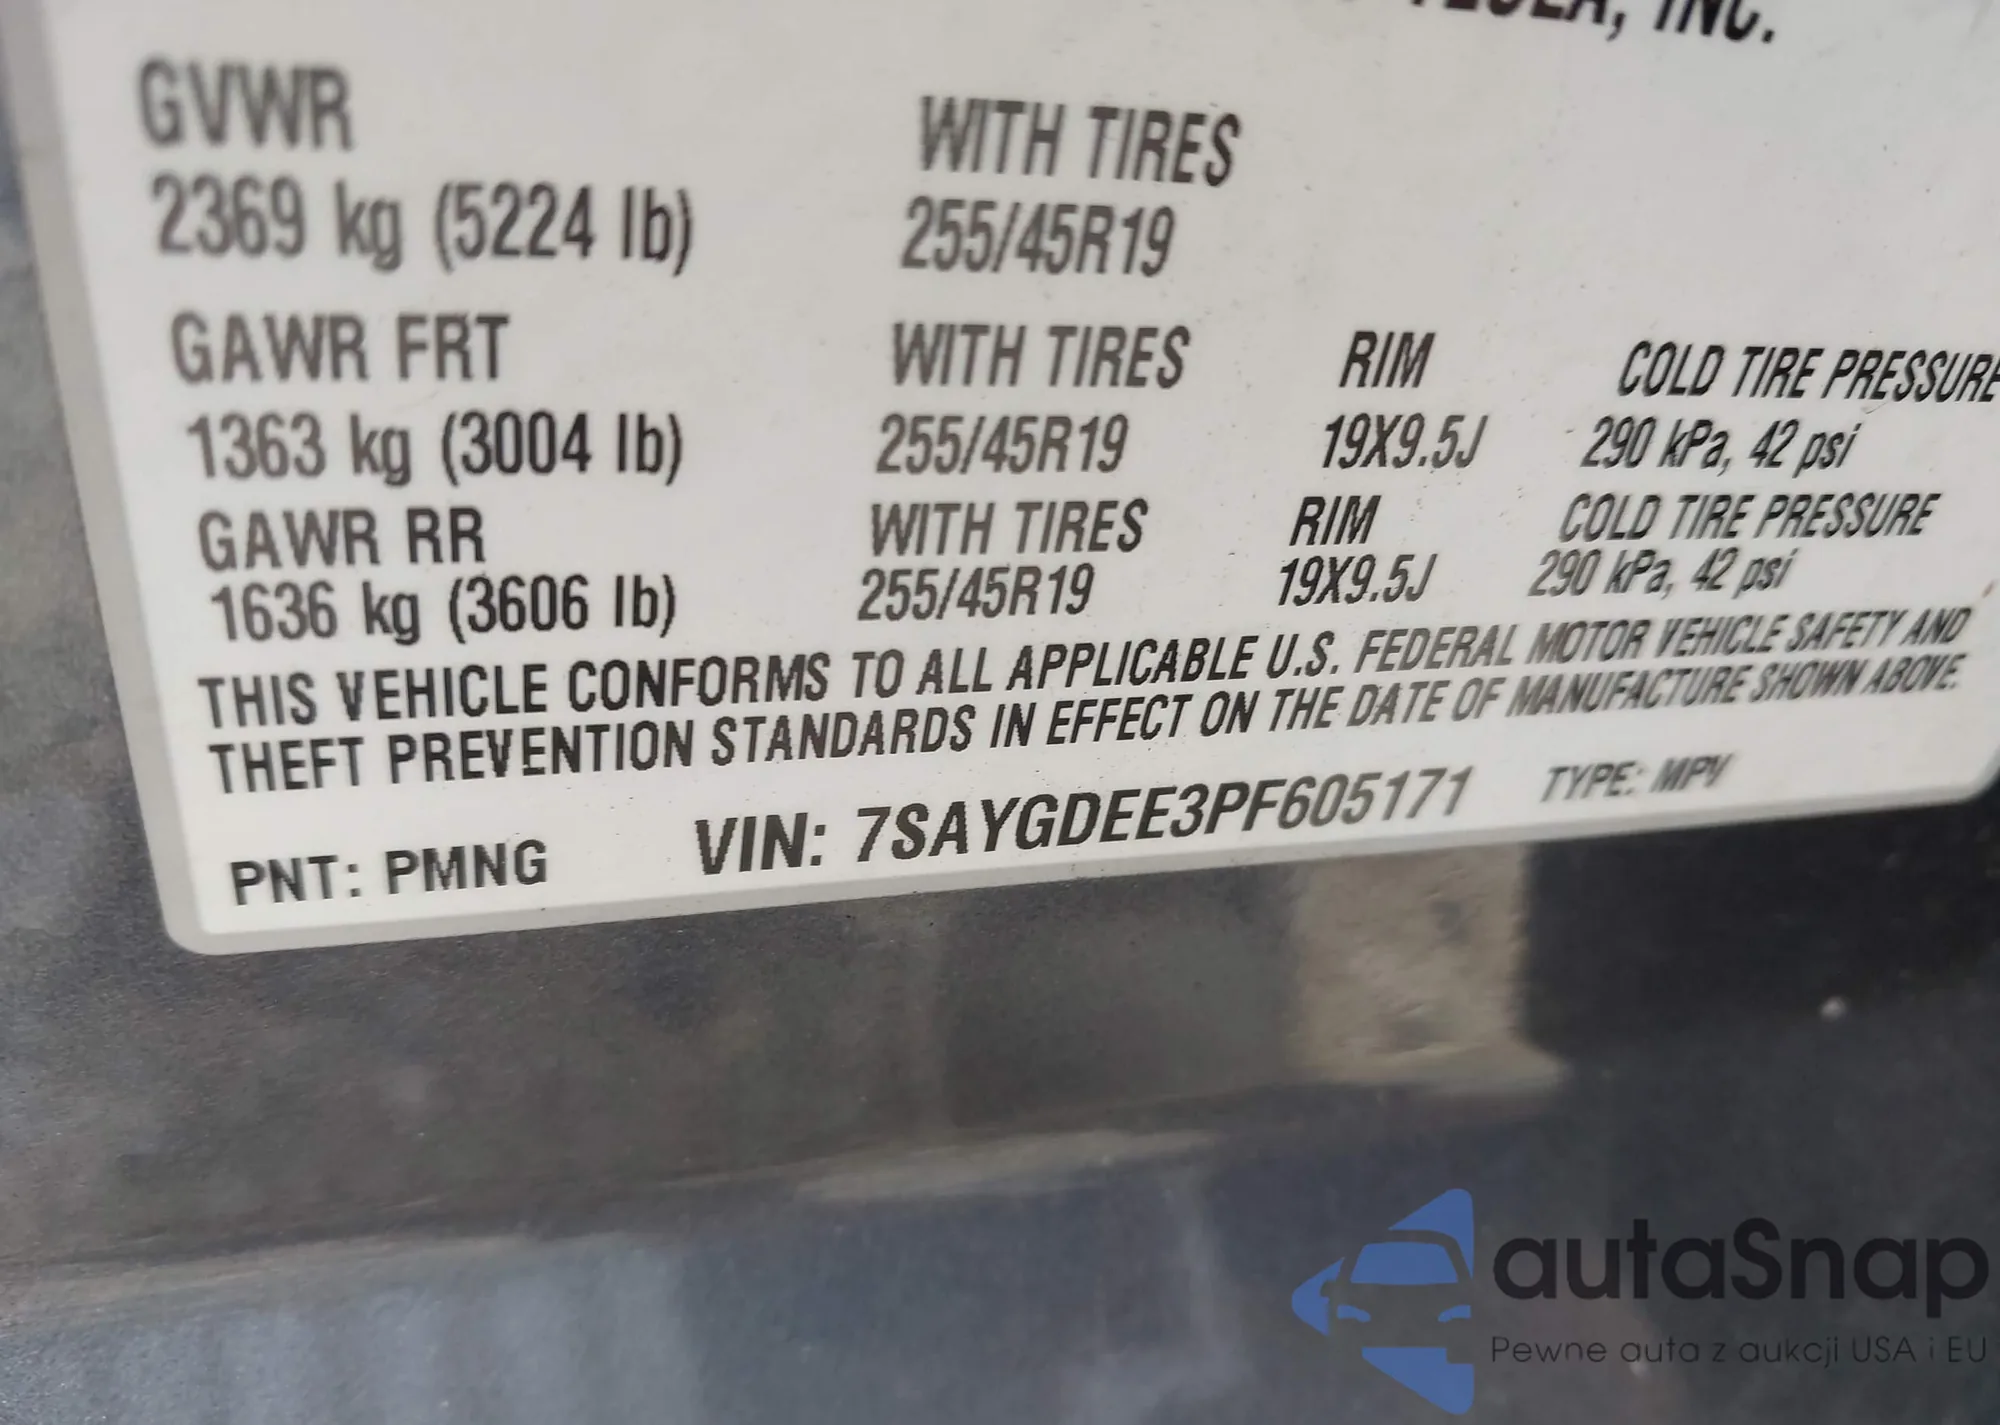 TESLA, INC.
GVWR WITH TIRES
2369 kg (5224 lb) 255/45R19
GAWR FRT WITH TIRES RIM COLD TIRE PRESSURE
1363 kg (3004 lb) 255/45R19 19X9.5J 290 kPa, 42 psi
GAWR RR WITH TIRES RIM COLD TIRE PRESSURE
1636 kg (3606 lb) 255/45R19 19X9.5J 290 kPa, 42 psi
THIS VEHICLE CONFORMS TO ALL APPLICABLE U.S. FEDERAL MOTOR VEHICLE SAFETY AND
THEFT PREVENTION STANDARDS IN EFFECT ON THE DATE OF MANUFACTURE SHOWN ABOVE.
PNT: PMNG VIN: 7SAYGDEE3PF605171 TYPE: MPV
autaSnap
Pewne auta z aukcji USA i EU